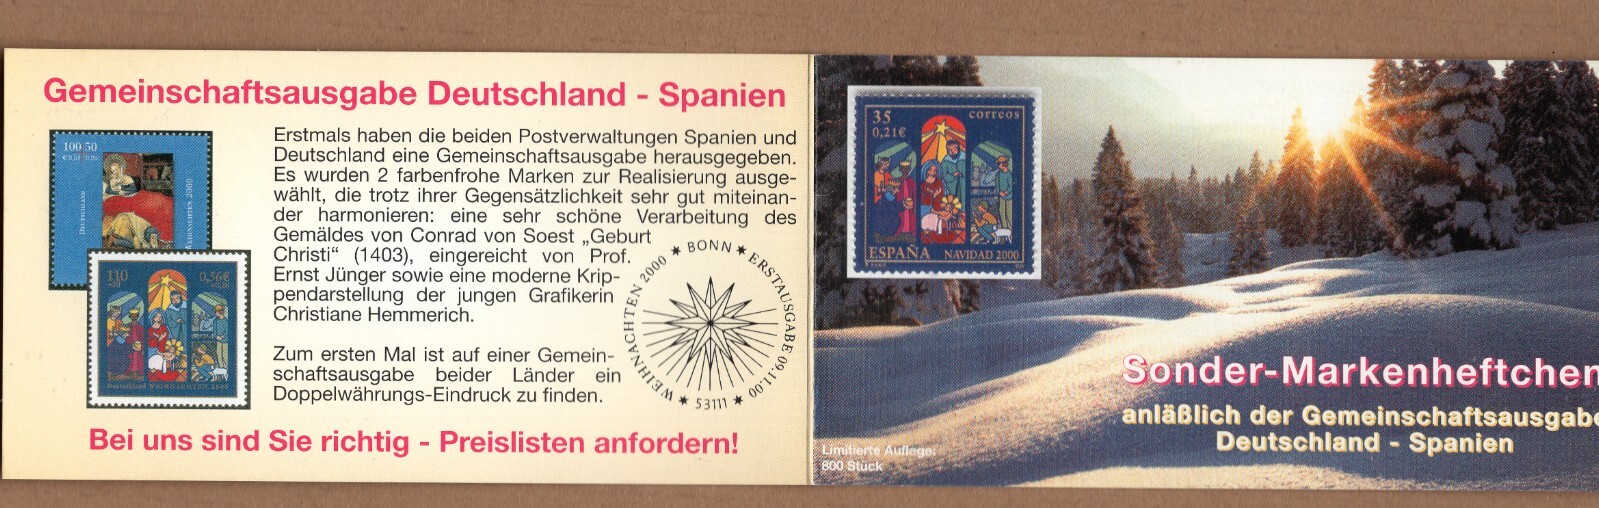 Gemeinschaftsausgabe Deutschland - Spanien
100+50
DEUTSCHLAND
WEIHNACHTEN 2000
110
+50
0,56€
+0,26
Deutschland WEIHNACHTEN 2000
Erstmals haben die beiden Postverwaltungen Spanien und
Deutschland eine Gemeinschaftsausgabe herausgegeben.
Es wurden 2 farbenfrohe Marken zur Realisierung ausge-
wählt, die trotz ihrer Gegensätzlichkeit sehr gut miteinan-
der harmonieren: eine sehr schöne Verarbeitung des
Gemäldes von Conrad von Soest „Geburt
Christi“ (1403), eingereicht von Prof.
Ernst Jünger sowie eine moderne Krip-
pendarstellung der jungen Grafikerin
Christiane Hemmerich.
Zum ersten Mal ist auf einer Gemein-
schaftsausgabe beider Länder ein
Doppelwährungs-Eindruck zu finden.
WEIHNACHTEN 2000 ★ BONN ★ ERSTAUSGABE 09.11.00 ★ 53111 ★
Bei uns sind Sie richtig - Preislisten anfordern!
35
0,21€
correos
ESPAÑA NAVIDAD 2000
Sonder-Markenheftchen
anläßlich der Gemeinschaftsausgabe
Deutschland - Spanien
Limitierte Auflage:
800 Stück